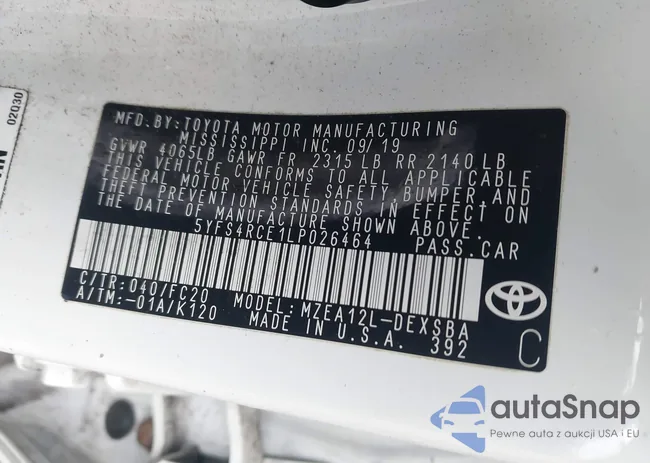 02Q30
MFD.BY:TOYOTA MOTOR MANUFACTURING
MISSISSIPPI INC. 09/19
GVWR 4065LB GAWR FR 2315 LB RR 2140 LB
THIS VEHICLE CONFORMS TO ALL APPLICABLE
FEDERAL MOTOR VEHICLE SAFETY, BUMPER, AND
THEFT PREVENTION STANDARDS IN EFFECT ON
THE DATE OF MANUFACTURE SHOWN ABOVE.
5YFS4RCE1LP026464 PASS.CAR
C/TR: 040/FC20 MODEL: MZEA12L-DEXSBA
A/TM:-01A/K120 MADE IN U.S.A. 392
C
autaSnap
Pewne auta z aukcji USA i EU